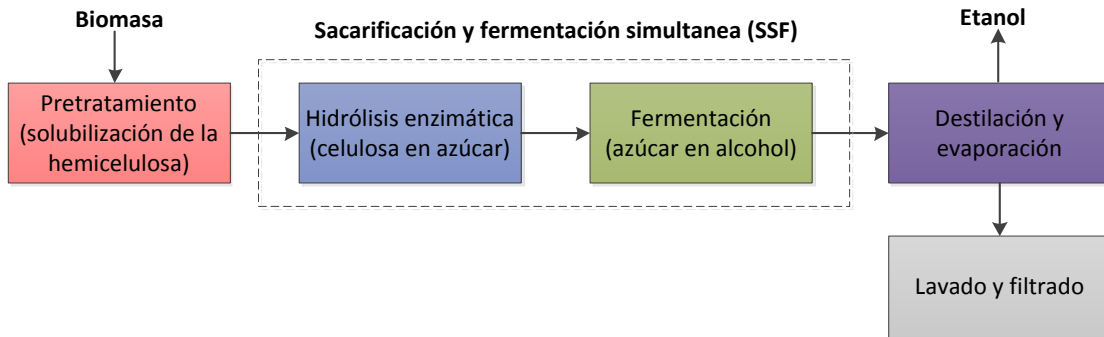 Biomasa
Sacarificación y fermentación simultanea (SSF)
Etanol
Pretratamiento
(solubilización de la
hemicelulosa)
Hidrólisis enzimática
(celulosa en azúcar)
Fermentación
(azúcar en alcohol)
Destilación y
evaporación
Lavado y filtrado